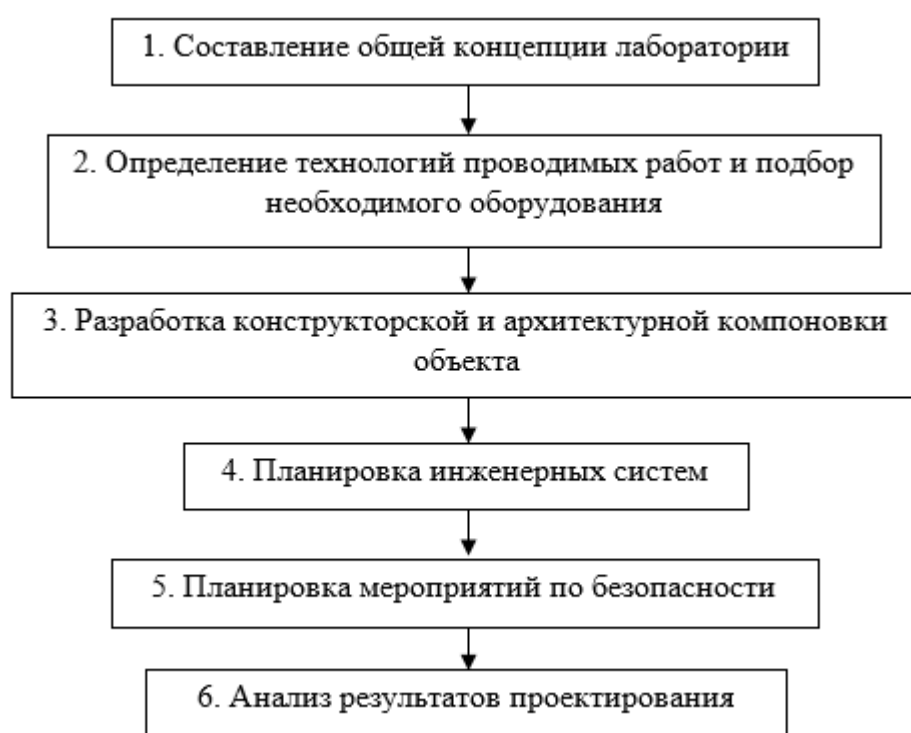 1. Составление общей концепции лаборатории
2. Определение технологий проводимых работ и подбор
необходимого оборудования
3. Разработка конструкторской и архитектурной компоновки
объекта
4. Планировка инженерных систем
5. Планировка мероприятий по безопасности
6. Анализ результатов проектирования